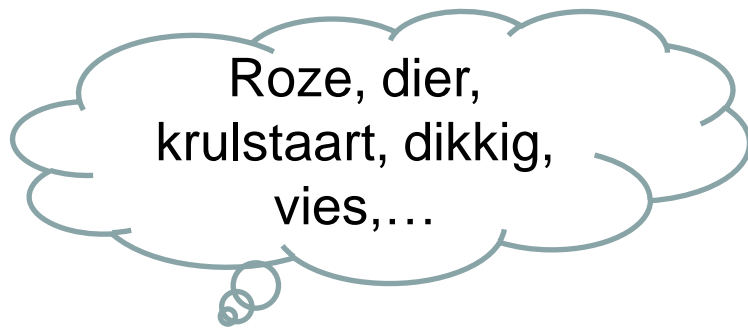 Roze, dier,
krulstaart, dikkig,
vies,…